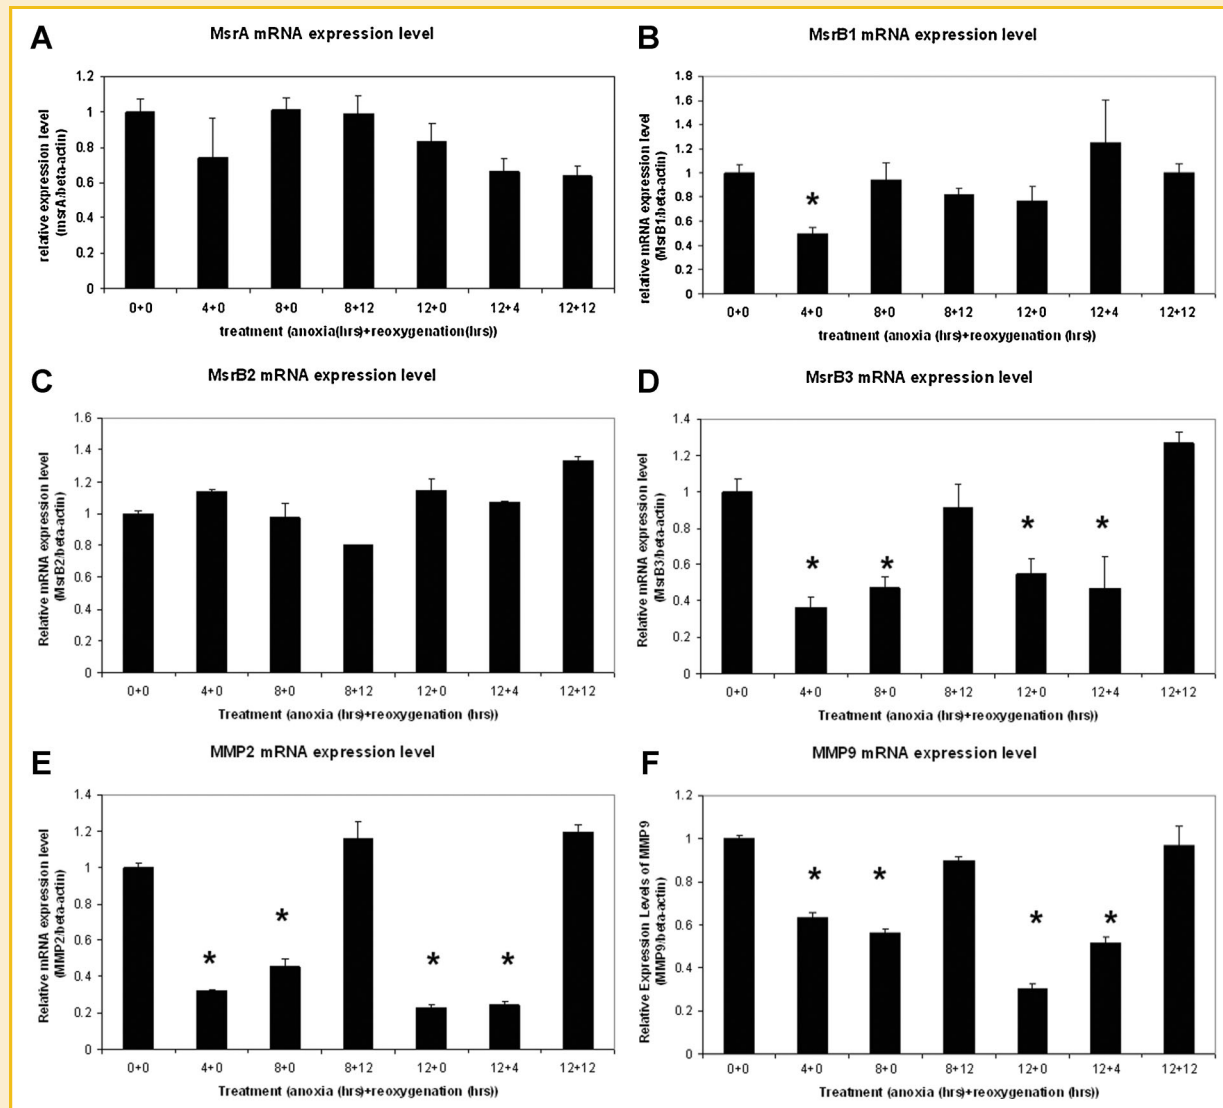 A
MsrA mRNA expression level
relative expression level
(msrA/beta-actin)
1.2
1
0.8
0.6
0.4
0.2
0
0+0 4+0 8+0 8+12 12+0 12+4 12+12
treatment (anoxia(hrs)+reoxygenation(hrs))
B
MsrB1 mRNA expression level
relative mRNA expression level
(MsrB1/beta-actin)
1.8
1.6
1.4
1.2
1
0.8
0.6
0.4
0.2
0
*
0+0 4+0 8+0 8+12 12+0 12+4 12+12
treatment (anoxia (hrs)+reoxygenation (hrs))
C
MsrB2 mRNA expression level
Relative mRNA expression level
(MsrB2/beta-actin)
1.6
1.4
1.2
1
0.8
0.6
0.4
0.2
0
0+0 4+0 8+0 8+12 12+0 12+4 12+12
Treatment (anoxia (hrs)+reoxygenation (hrs))
D
MsrB3 mRNA expression level
Relative mRNA expression level
(MsrB3/beta-actin)
1.4
1.2
1
0.8
0.6
0.4
0.2
0
* * * *
0+0 4+0 8+0 8+12 12+0 12+4 12+12
Treatment (anoxia (hrs)+reoxygenation (hrs))
E
MMP2 mRNA expression level
Relative mRNA expression level
(MMP2/beta-actin)
1.4
1.2
1
0.8
0.6
0.4
0.2
0
* * * *
0+0 4+0 8+0 8+12 12+0 12+4 12+12
Treatment (anoxia (hrs)+reoxygenation (hrs))
F
MMP9 mRNA expression level
Relative Expression Levels of MMP9
(MMP9/beta-actin)
1.2
1
0.8
0.6
0.4
0.2
0
* * * *
0+0 4+0 8+0 8+12 12+0 12+4 12+12
Treatment (anoxia (hrs)+reoxygenation (hrs))